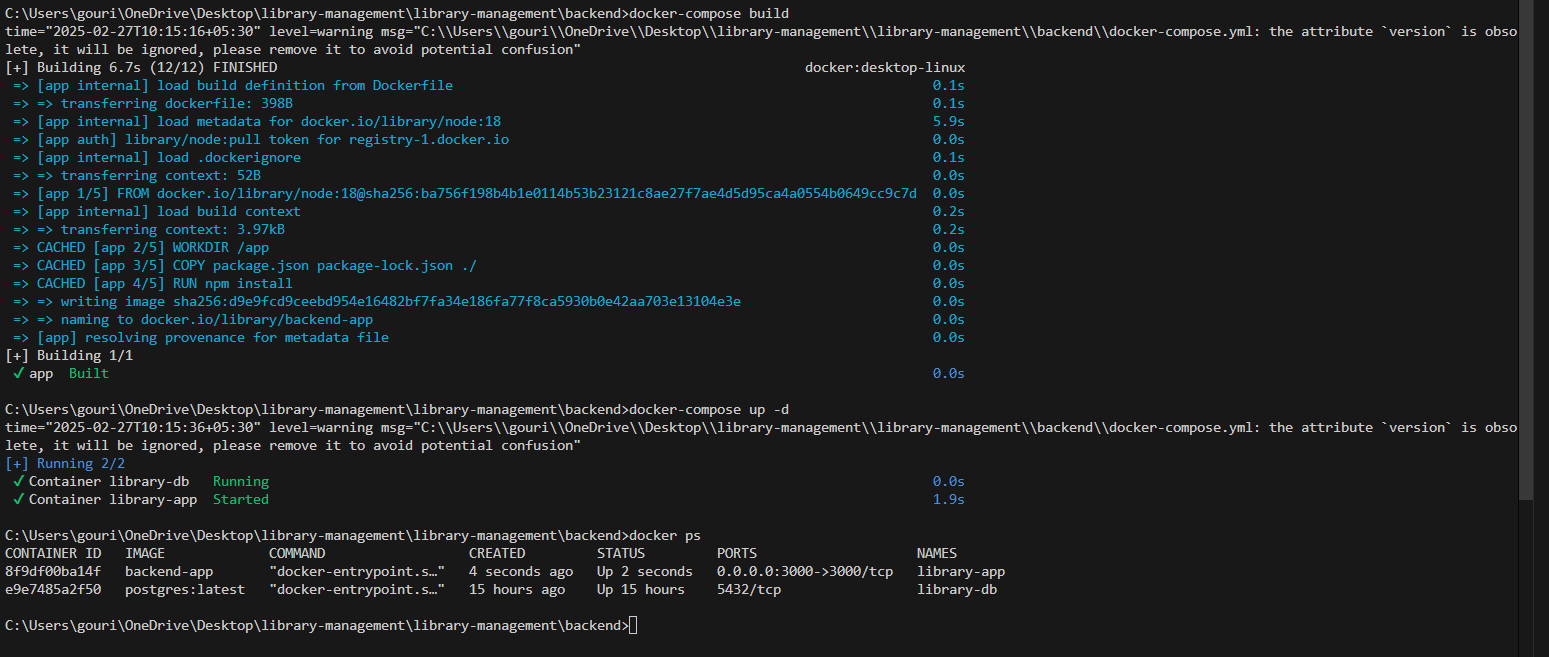 C:\Users\gouri\OneDrive\Desktop\library-management\library-management\backend>docker-compose build
time="2025-02-27T10:15:16+05:30" level=warning msg="C:\\Users\\gouri\\OneDrive\\Desktop\\library-management\\library-management\\backend\\docker-compose.yml: the attribute `version` is obso
lete, it will be ignored, please remove it to avoid potential confusion"
[+] Building 6.7s (12/12) FINISHED docker:desktop-linux
=> [app internal] load build definition from Dockerfile 0.1s
=> => transferring dockerfile: 398B 0.1s
=> [app internal] load metadata for docker.io/library/node:18 5.9s
=> [app auth] library/node:pull token for registry-1.docker.io 0.0s
=> [app internal] load .dockerignore 0.1s
=> => transferring context: 52B 0.0s
=> [app 1/5] FROM docker.io/library/node:18@sha256:ba756f198b4b1e0114b53b23121c8ae27f7ae4d5d95ca4a0554b0649cc9c7d 0.0s
=> [app internal] load build context 0.2s
=> => transferring context: 3.97kB 0.2s
=> CACHED [app 2/5] WORKDIR /app 0.0s
=> CACHED [app 3/5] COPY package.json package-lock.json ./ 0.0s
=> CACHED [app 4/5] RUN npm install 0.0s
=> => writing image sha256:d9e9fcd9ceebd954e16482bf7fa34e186fa77f8ca5930b0e42aa703e13104e3e 0.0s
=> => naming to docker.io/library/backend-app 0.0s
=> [app] resolving provenance for metadata file 0.0s
[+] Building 1/1
✔ app Built 0.0s
C:\Users\gouri\OneDrive\Desktop\library-management\library-management\backend>docker-compose up -d
time="2025-02-27T10:15:36+05:30" level=warning msg="C:\\Users\\gouri\\OneDrive\\Desktop\\library-management\\library-management\\backend\\docker-compose.yml: the attribute `version` is obso
lete, it will be ignored, please remove it to avoid potential confusion"
[+] Running 2/2
✔ Container library-db Running 0.0s
✔ Container library-app Started 1.9s
C:\Users\gouri\OneDrive\Desktop\library-management\library-management\backend>docker ps
CONTAINER ID IMAGE COMMAND CREATED STATUS PORTS NAMES
8f9df00ba14f backend-app "docker-entrypoint.s…" 4 seconds ago Up 2 seconds 0.0.0.0:3000->3000/tcp library-app
e9e7485a2f50 postgres:latest "docker-entrypoint.s…" 15 hours ago Up 15 hours 5432/tcp library-db
C:\Users\gouri\OneDrive\Desktop\library-management\library-management\backend>